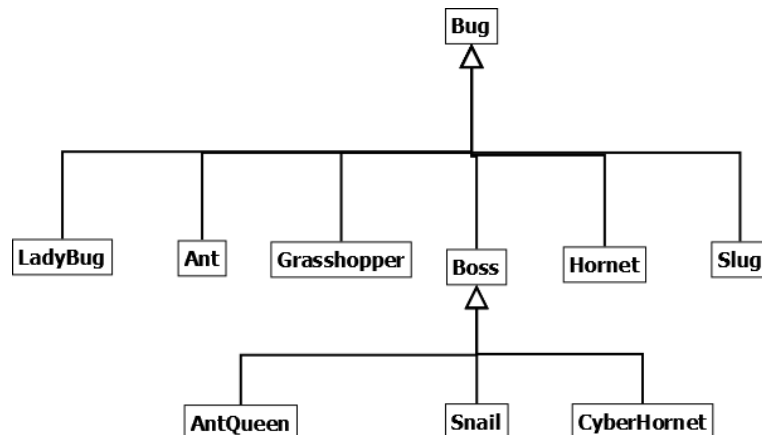 Bug
LadyBug
Ant
Grasshopper
Boss
Hornet
Slug
AntQueen
Snail
CyberHornet